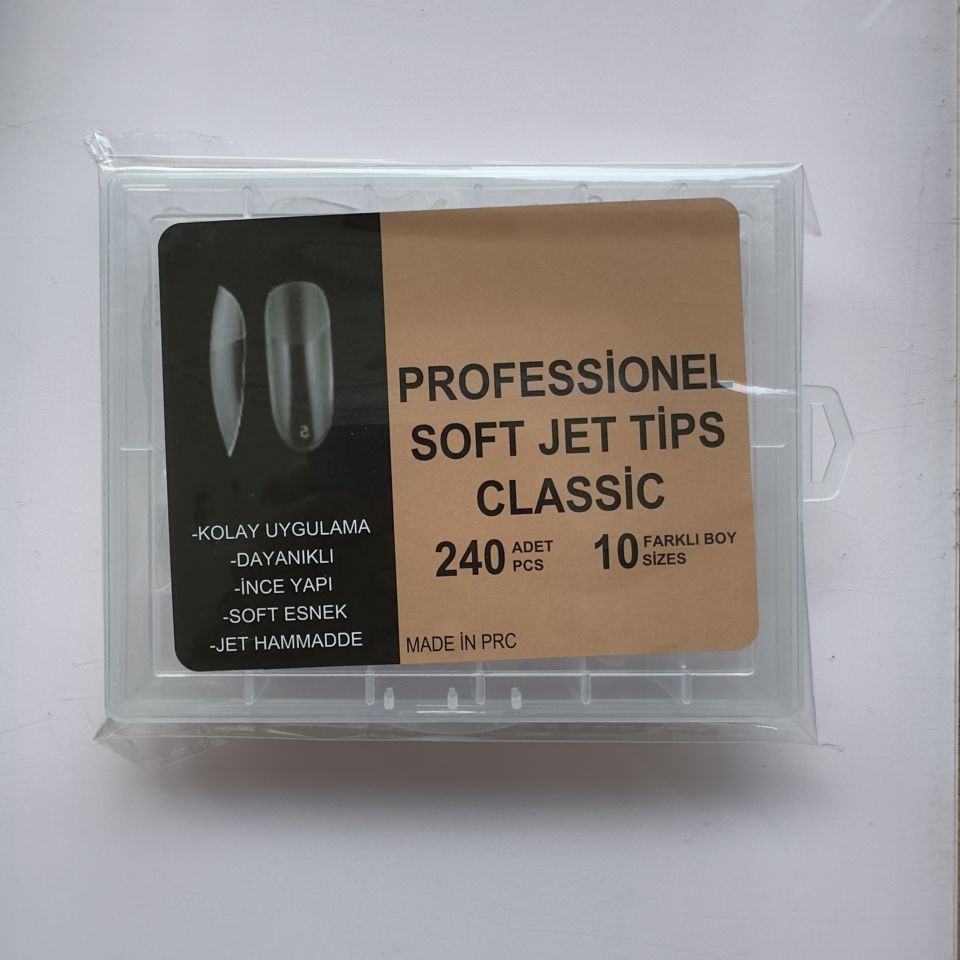 PROFESSİONEL
SOFT JET TİPS
CLASSİC
240 ADET PCS
10 FARKLI BOY SİZES
-KOLAY UYGULAMA
-DAYANIKLI
-İNCE YAPI
-SOFT ESNEK
-JET HAMMADDE
MADE İN PRC
5